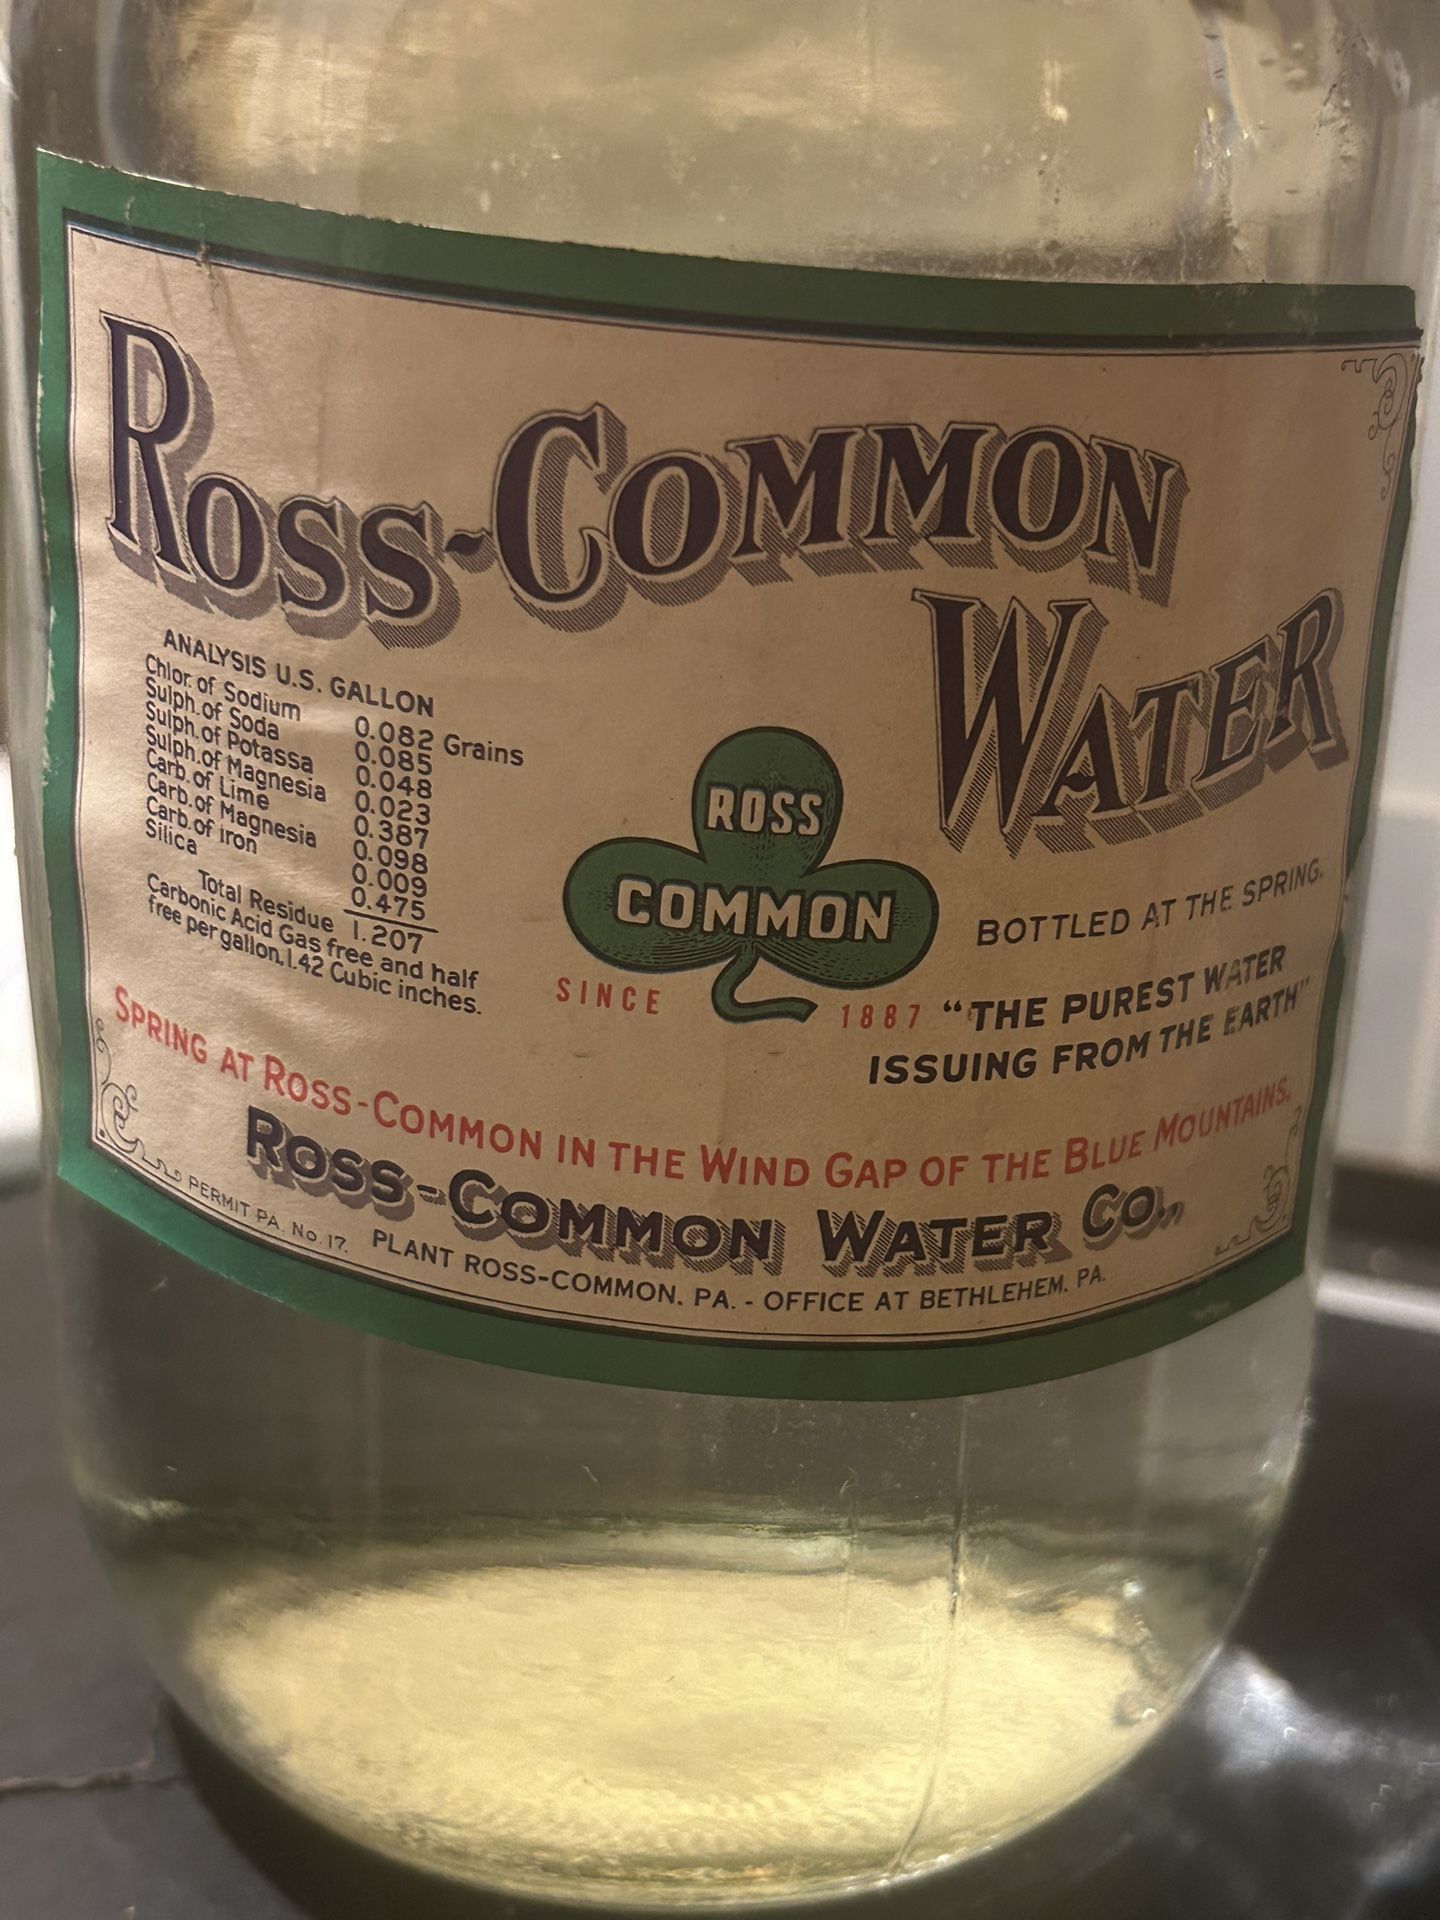 ROSS-COMMON
WATER
ANALYSIS U.S. GALLON
Chlor. of Sodium 0.082 Grains
Sulph. of Soda 0.085
Sulph. of Potassa 0.048
Sulph. of Magnesia 0.023
Carb. of Lime 0.387
Carb. of Magnesia 0.098
Carb. of iron 0.009
Silica 0.475
Total Residue 1.207
Carbonic Acid Gas free and half
free per gallon, 1.42 Cubic inches.
ROSS
COMMON
SINCE 1887
BOTTLED AT THE SPRING.
"THE PUREST WATER
ISSUING FROM THE EARTH"
SPRING AT ROSS-COMMON IN THE WIND GAP OF THE BLUE MOUNTAINS.
ROSS-COMMON WATER CO.,
PERMIT PA. No. 17. PLANT ROSS-COMMON, PA. - OFFICE AT BETHLEHEM, PA.